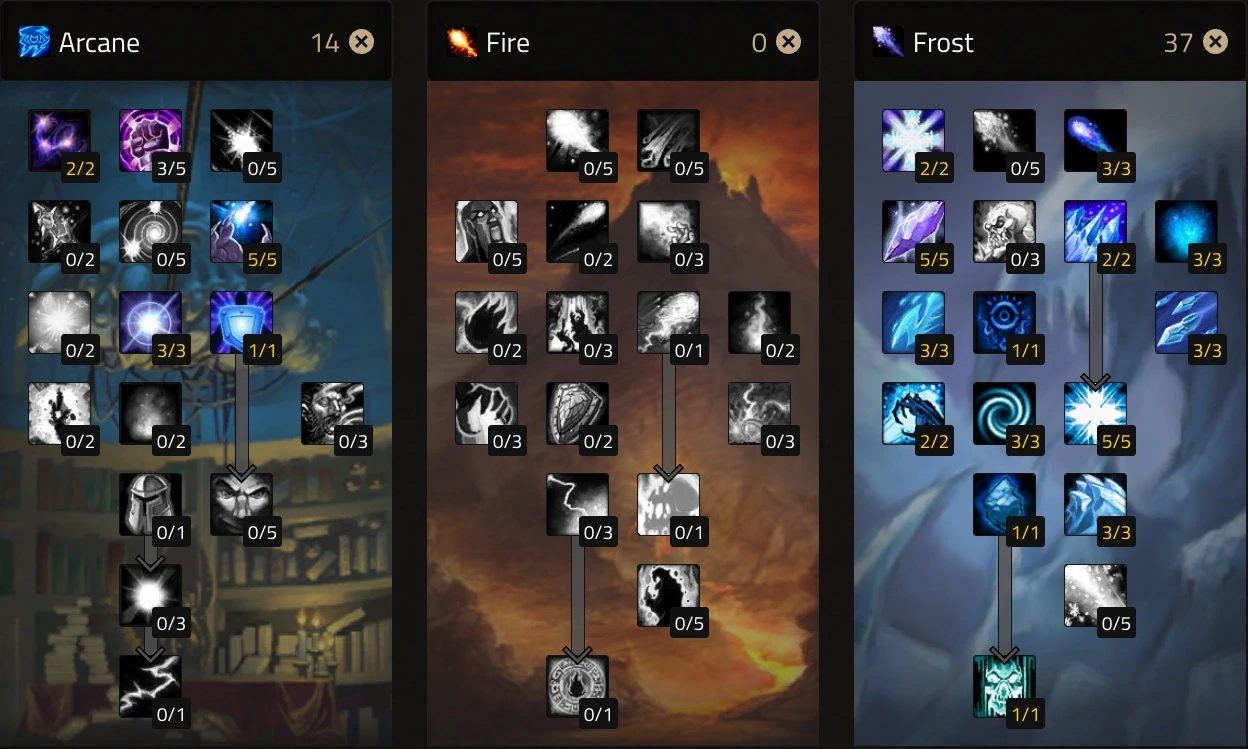 Arcane 14 Fire 0 Frost 37
2/2 3/5 0/5 0/5 0/5 2/2 0/5 3/3
0/2 0/5 5/5 0/5 0/2 0/3 5/5 0/3 2/2 3/3
0/2 3/3 1/1 0/2 0/3 0/1 0/2 3/3 1/1 3/3
0/2 0/2 0/3 0/3 0/2 0/3 2/2 3/3 5/5
0/1 0/5 0/3 0/1 1/1 3/3
0/3 0/5 0/5
0/1 0/1 1/1